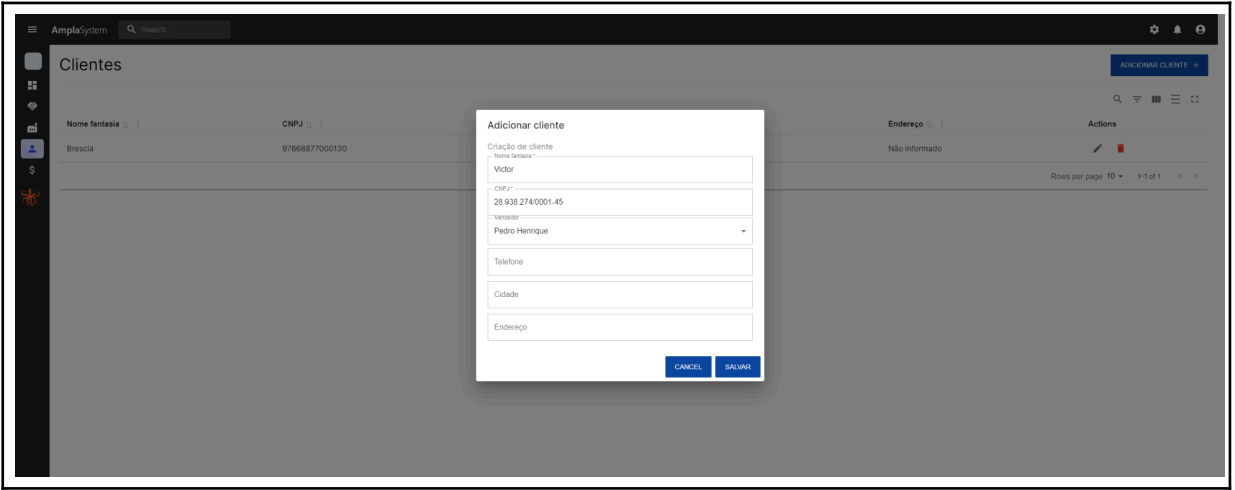 AmplaSystem Search...
Clientes
ADICIONAR CLIENTE +
Nome fantasia CNPJ Endereço Actions
Brescia 97868877000130 Não informado
Rows per page 10 1-1 of 1
Adicionar cliente
Criação de cliente
Nome fantasia *
Victor
CNPJ *
28.938.274/0001-45
Vendedor
Pedro Henrique
Telefone
Cidade
Endereço
CANCEL SALVAR